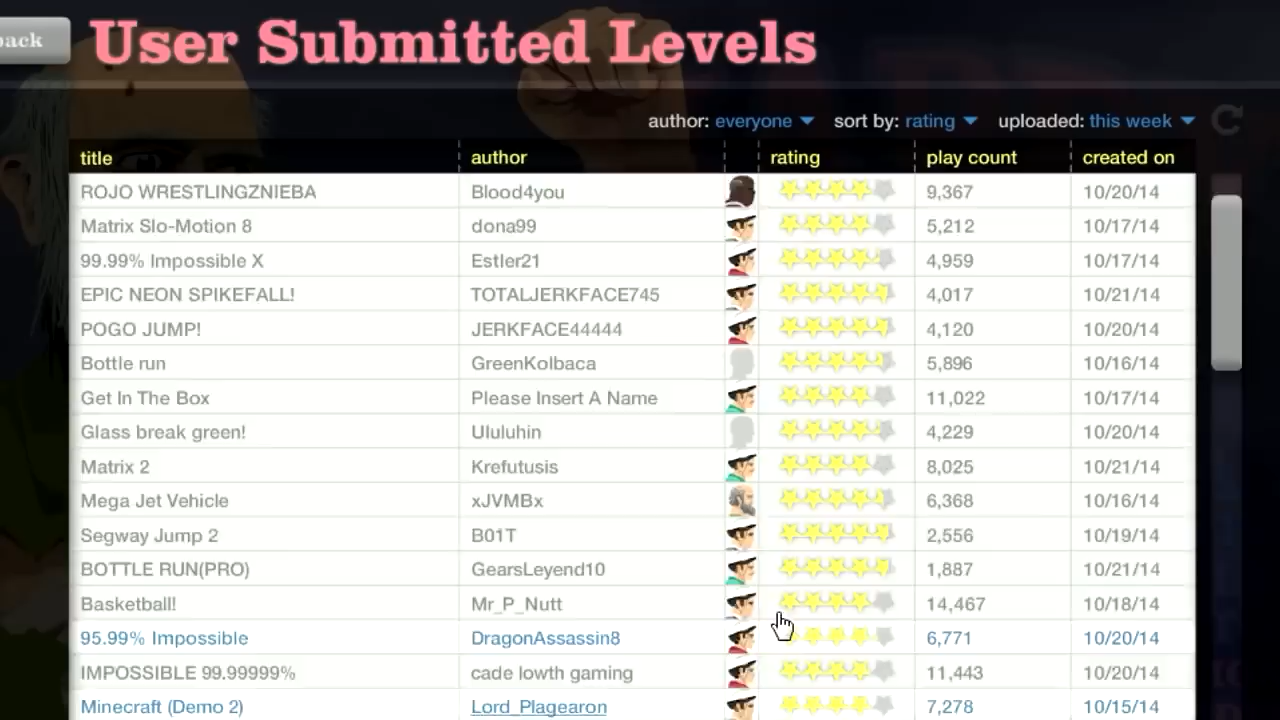 back
User Submitted Levels
author: everyone sort by: rating uploaded: this week
title author rating play count created on
ROJO WRESTLINGZNIEBA Blood4you 9,367 10/20/14
Matrix Slo-Motion 8 dona99 5,212 10/17/14
99.99% Impossible X Estler21 4,959 10/17/14
EPIC NEON SPIKEFALL! TOTALJERKFACE745 4,017 10/21/14
POGO JUMP! JERKFACE44444 4,120 10/20/14
Bottle run GreenKolbaca 5,896 10/16/14
Get In The Box Please Insert A Name 11,022 10/17/14
Glass break green! Ululuhin 4,229 10/20/14
Matrix 2 Krefutusis 8,025 10/21/14
Mega Jet Vehicle xJVMBx 6,368 10/16/14
Segway Jump 2 B01T 2,556 10/19/14
BOTTLE RUN(PRO) GearsLeyend10 1,887 10/21/14
Basketball! Mr_P_Nutt 14,467 10/18/14
95.99% Impossible DragonAssassin8 6,771 10/20/14
IMPOSSIBLE 99.99999% cade lowth gaming 11,443 10/20/14
Minecraft (Demo 2) Lord_Plagearon 7,278 10/15/14